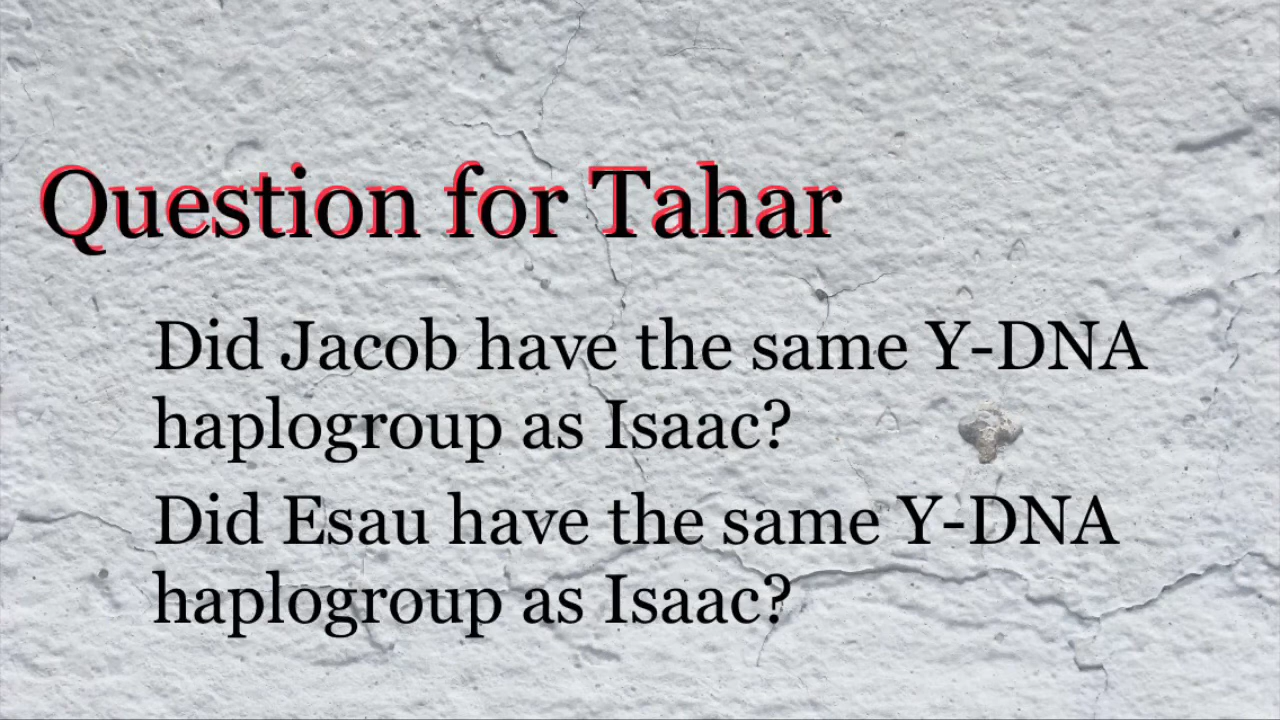 Question for Tahar
Did Jacob have the same Y-DNA
haplogroup as Isaac?
Did Esau have the same Y-DNA
haplogroup as Isaac?